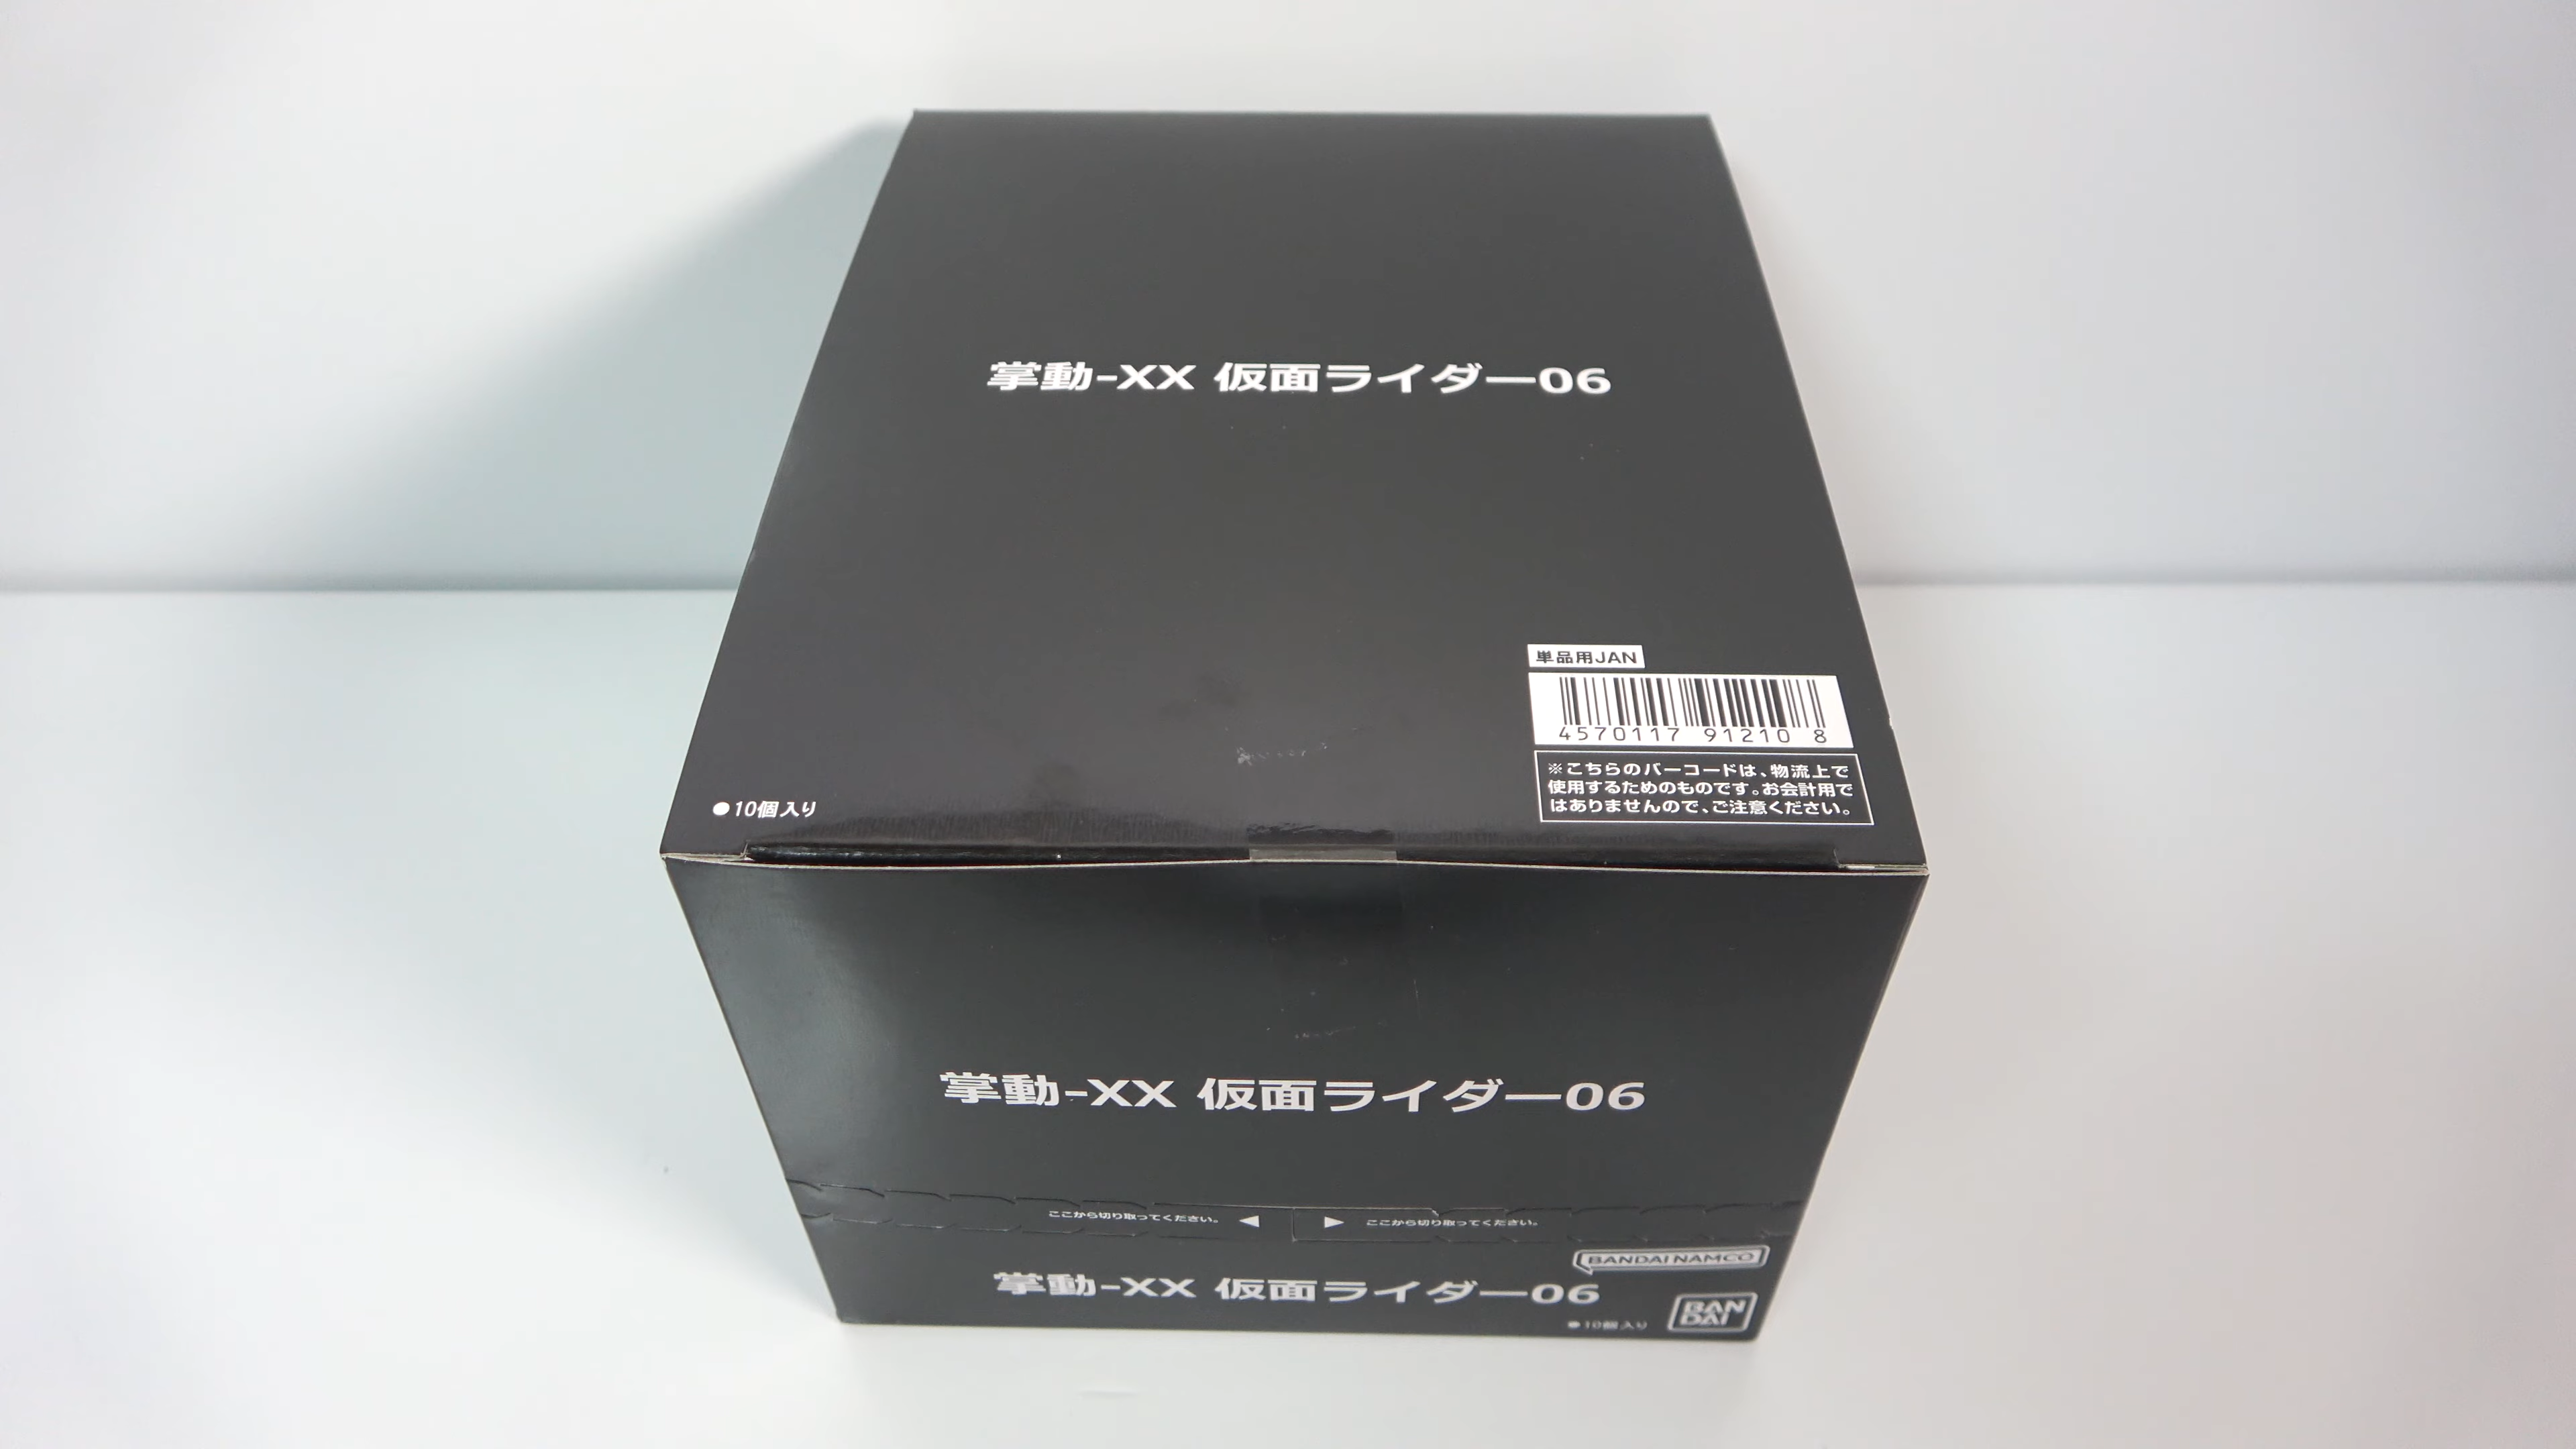 掌動-XX 仮面ライダー06
単品用JAN
4570117 91210 8
※こちらのバーコードは、物流上で
使用するためのものです。お会計用で
はありませんので、ご注意ください。
●10個入り
掌動-XX 仮面ライダー06
ここから切り取ってください。 ◀ ▶ ここから切り取ってください。
BANDAI NAMCO
掌動-XX 仮面ライダー06
●10個入り
BAN
DAI